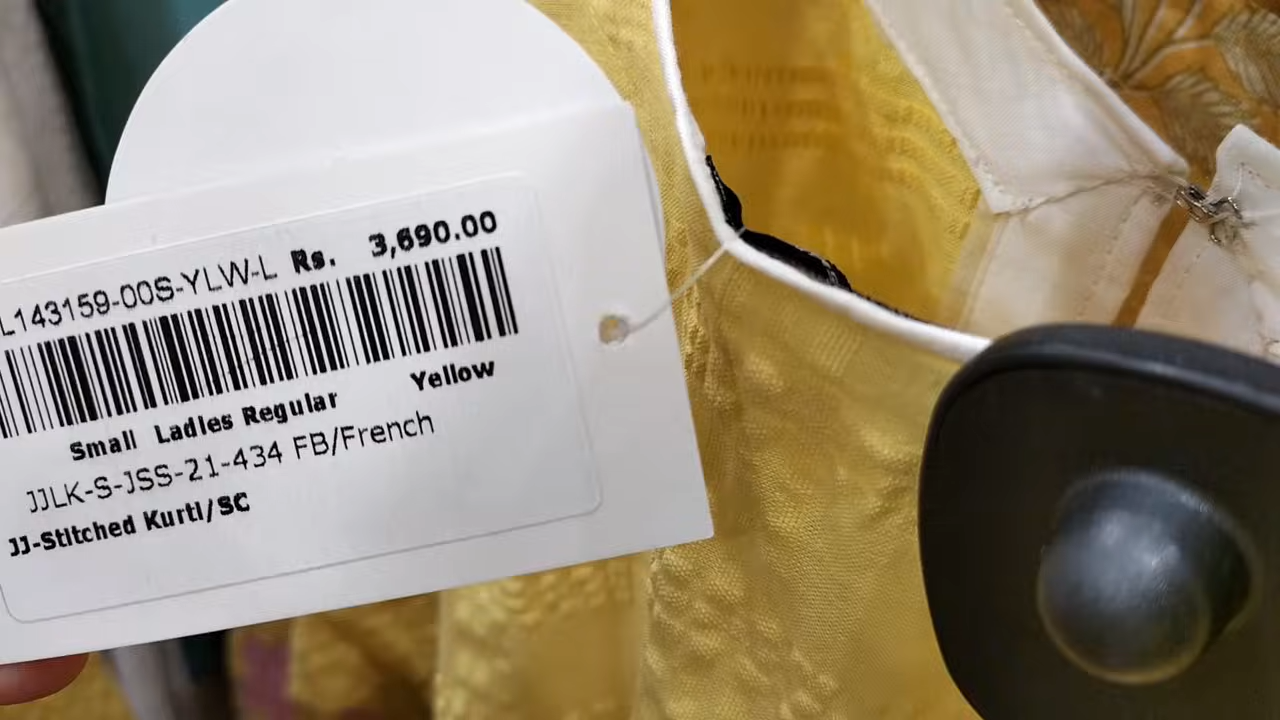 L143159-00S-YLW-L Rs. 3,690.00
Small Ladies Regular Yellow
JJLK-S-JSS-21-434 FB/French
JJ-Stitched Kurti/SC